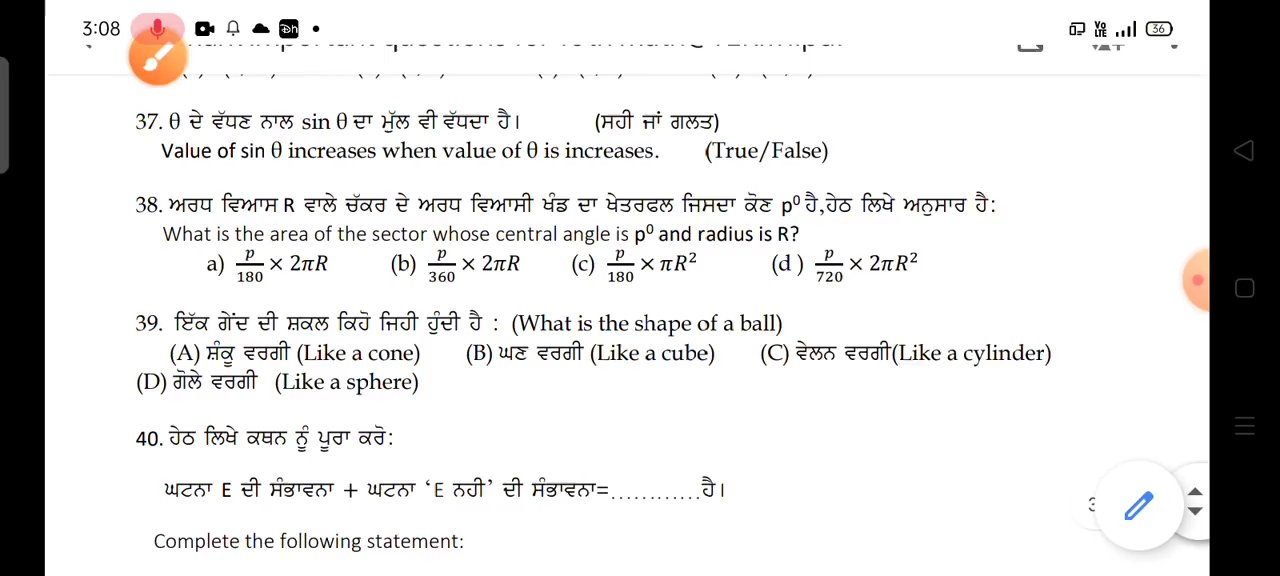 3:08
36
37. θ ਦੇ ਵੱਧਣ ਨਾਲ sin θ ਦਾ ਮੁੱਲ ਵੀ ਵੱਧਦਾ ਹੈ। (ਸਹੀ ਜਾਂ ਗਲਤ)
Value of sin θ increases when value of θ is increases. (True/False)
38. ਅਰਧ ਵਿਆਸ R ਵਾਲੇ ਚੱਕਰ ਦੇ ਅਰਧ ਵਿਆਸੀ ਖੰਡ ਦਾ ਖੇਤਰਫਲ ਜਿਸਦਾ ਕੋਣ p⁰ ਹੈ,ਹੇਠ ਲਿਖੇ ਅਨੁਸਾਰ ਹੈ:
What is the area of the sector whose central angle is p⁰ and radius is R?
a) p/180 × 2πR (b) p/360 × 2πR (c) p/180 × πR² (d ) p/720 × 2πR²
39. ਇੱਕ ਗੇਂਦ ਦੀ ਸ਼ਕਲ ਕਿਹੋ ਜਿਹੀ ਹੁੰਦੀ ਹੈ : (What is the shape of a ball)
(A) ਸ਼ੰਕੂ ਵਰਗੀ (Like a cone) (B) ਘਣ ਵਰਗੀ (Like a cube) (C) ਵੇਲਨ ਵਰਗੀ(Like a cylinder)
(D) ਗੋਲੇ ਵਰਗੀ (Like a sphere)
40. ਹੇਠ ਲਿਖੇ ਕਥਨ ਨੂੰ ਪੂਰਾ ਕਰੋ:
ਘਟਨਾ E ਦੀ ਸੰਭਾਵਨਾ + ਘਟਨਾ ‘E ਨਹੀ’ ਦੀ ਸੰਭਾਵਨਾ=............ਹੈ।
Complete the following statement: